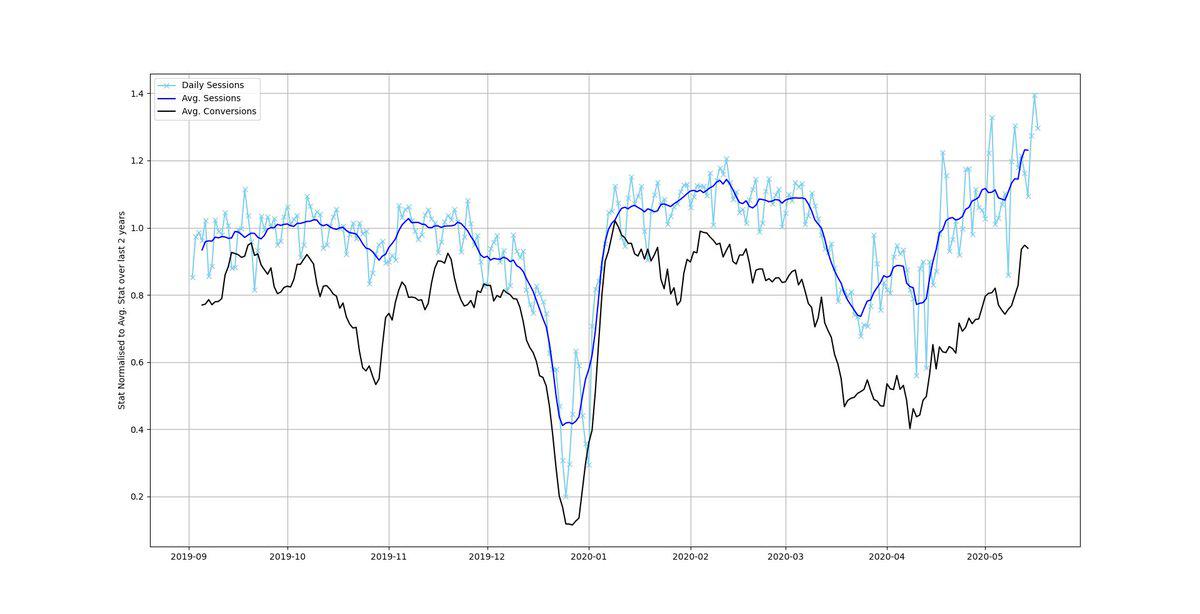 Daily Sessions
Avg. Sessions
Avg. Conversions
Stat Normalised to Avg. Stat over last 2 years
1.4
1.2
1.0
0.8
0.6
0.4
0.2
2019-09 2019-10 2019-11 2019-12 2020-01 2020-02 2020-03 2020-04 2020-05